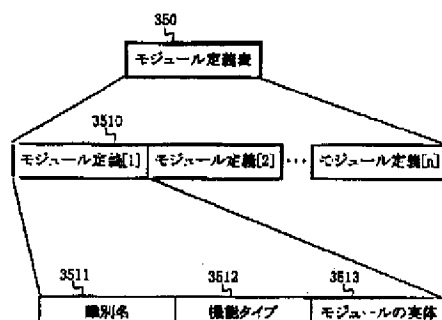 350
モジュール定義表
3510
モジュール定義[1] モジュール定義[2] ... モジュール定義[n]
3511 3512 3513
識別名 機能タイプ モジュールの実体